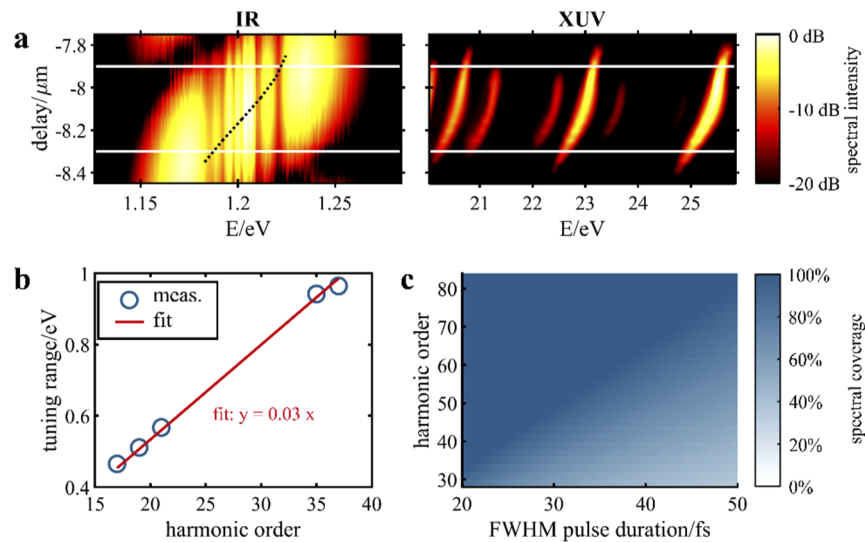 IR
XUV
a
-7.8
-8
-8.2
-8.4
delay/μm
1.15
1.2
1.25
E/eV
21
22
23
24
25
E/eV
0 dB
-10 dB
-20 dB
spectral intensity
b
1
0.8
0.6
0.4
tuning range/eV
meas.
fit
fit: y = 0.03 x
15
20
25
30
35
40
harmonic order
c
80
70
60
50
40
30
harmonic order
20
30
40
50
FWHM pulse duration/fs
100%
80%
60%
40%
20%
0%
spectral coverage